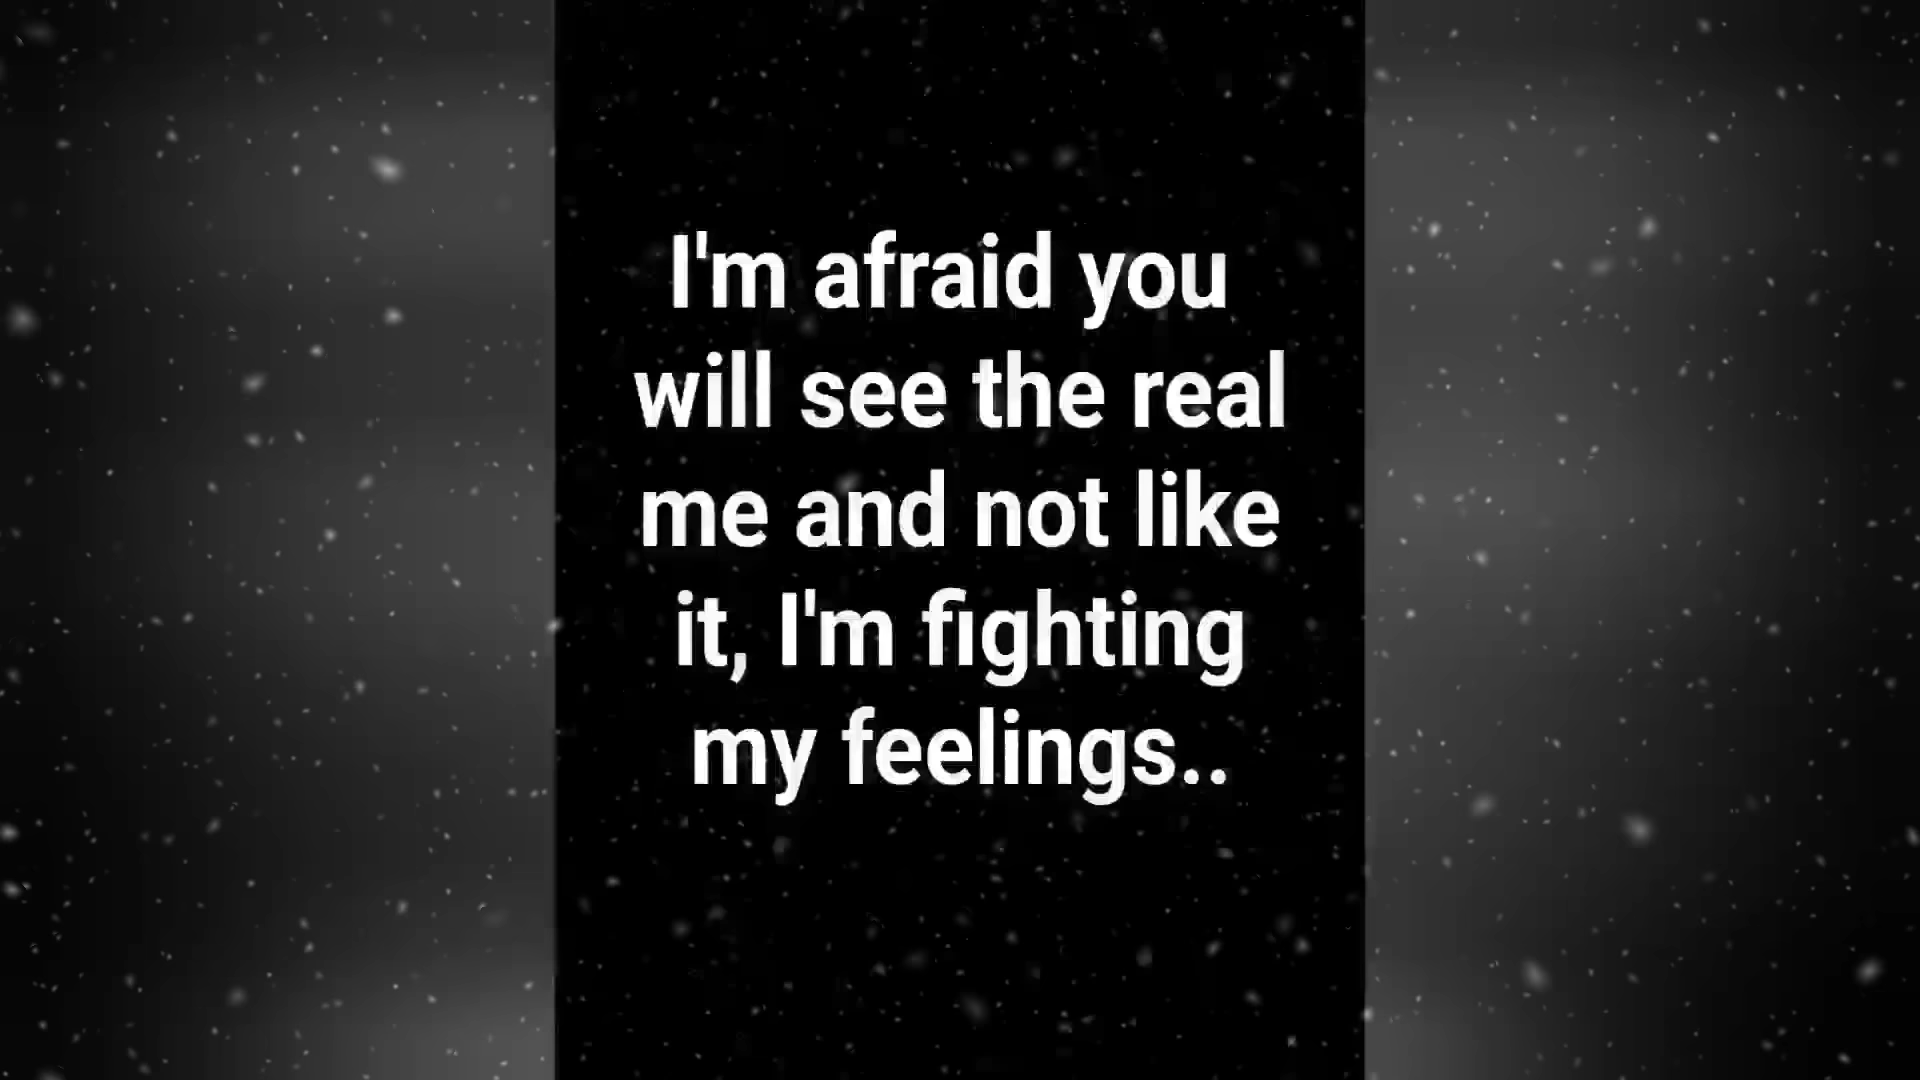 I'm afraid you
will see the real
me and not like
it, I'm fighting
my feelings..